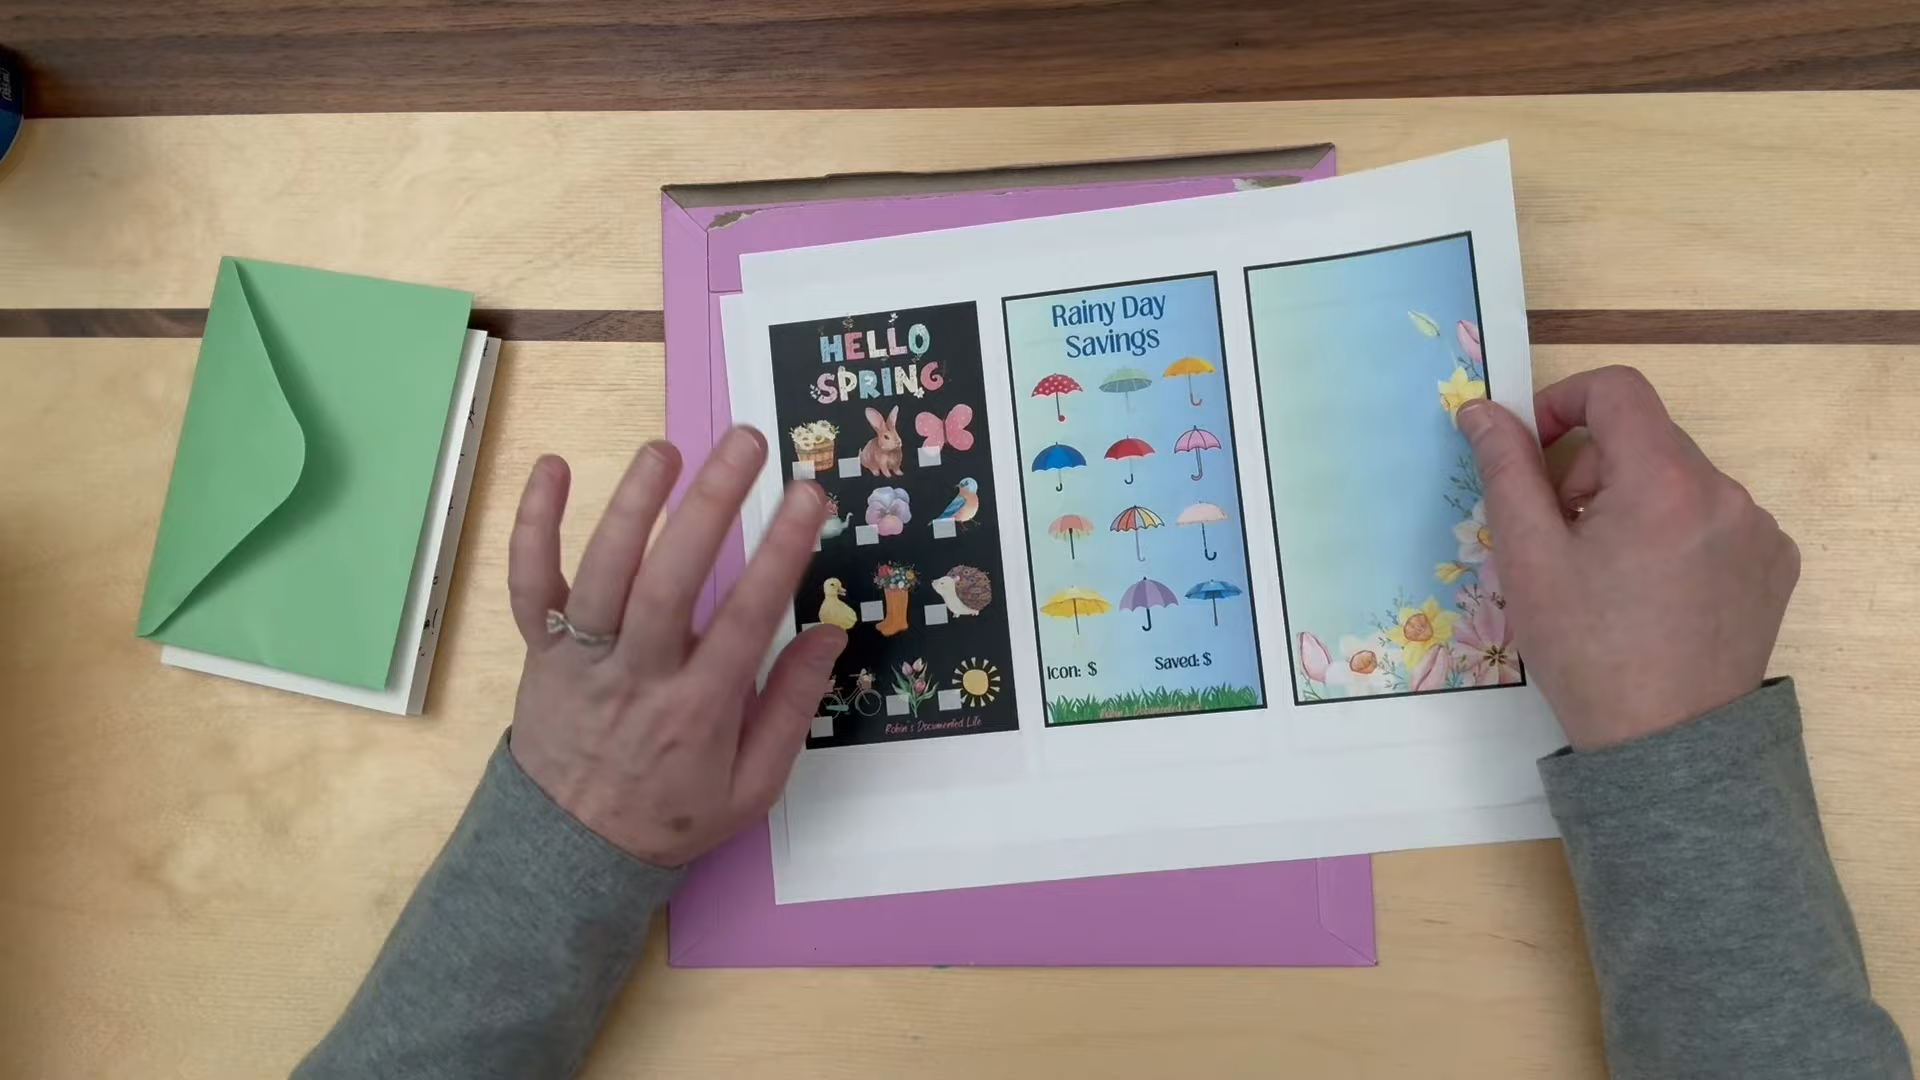 HELLO
SPRING
Robin's Documented Life
Rainy Day
Savings
Icon: $
Saved: $